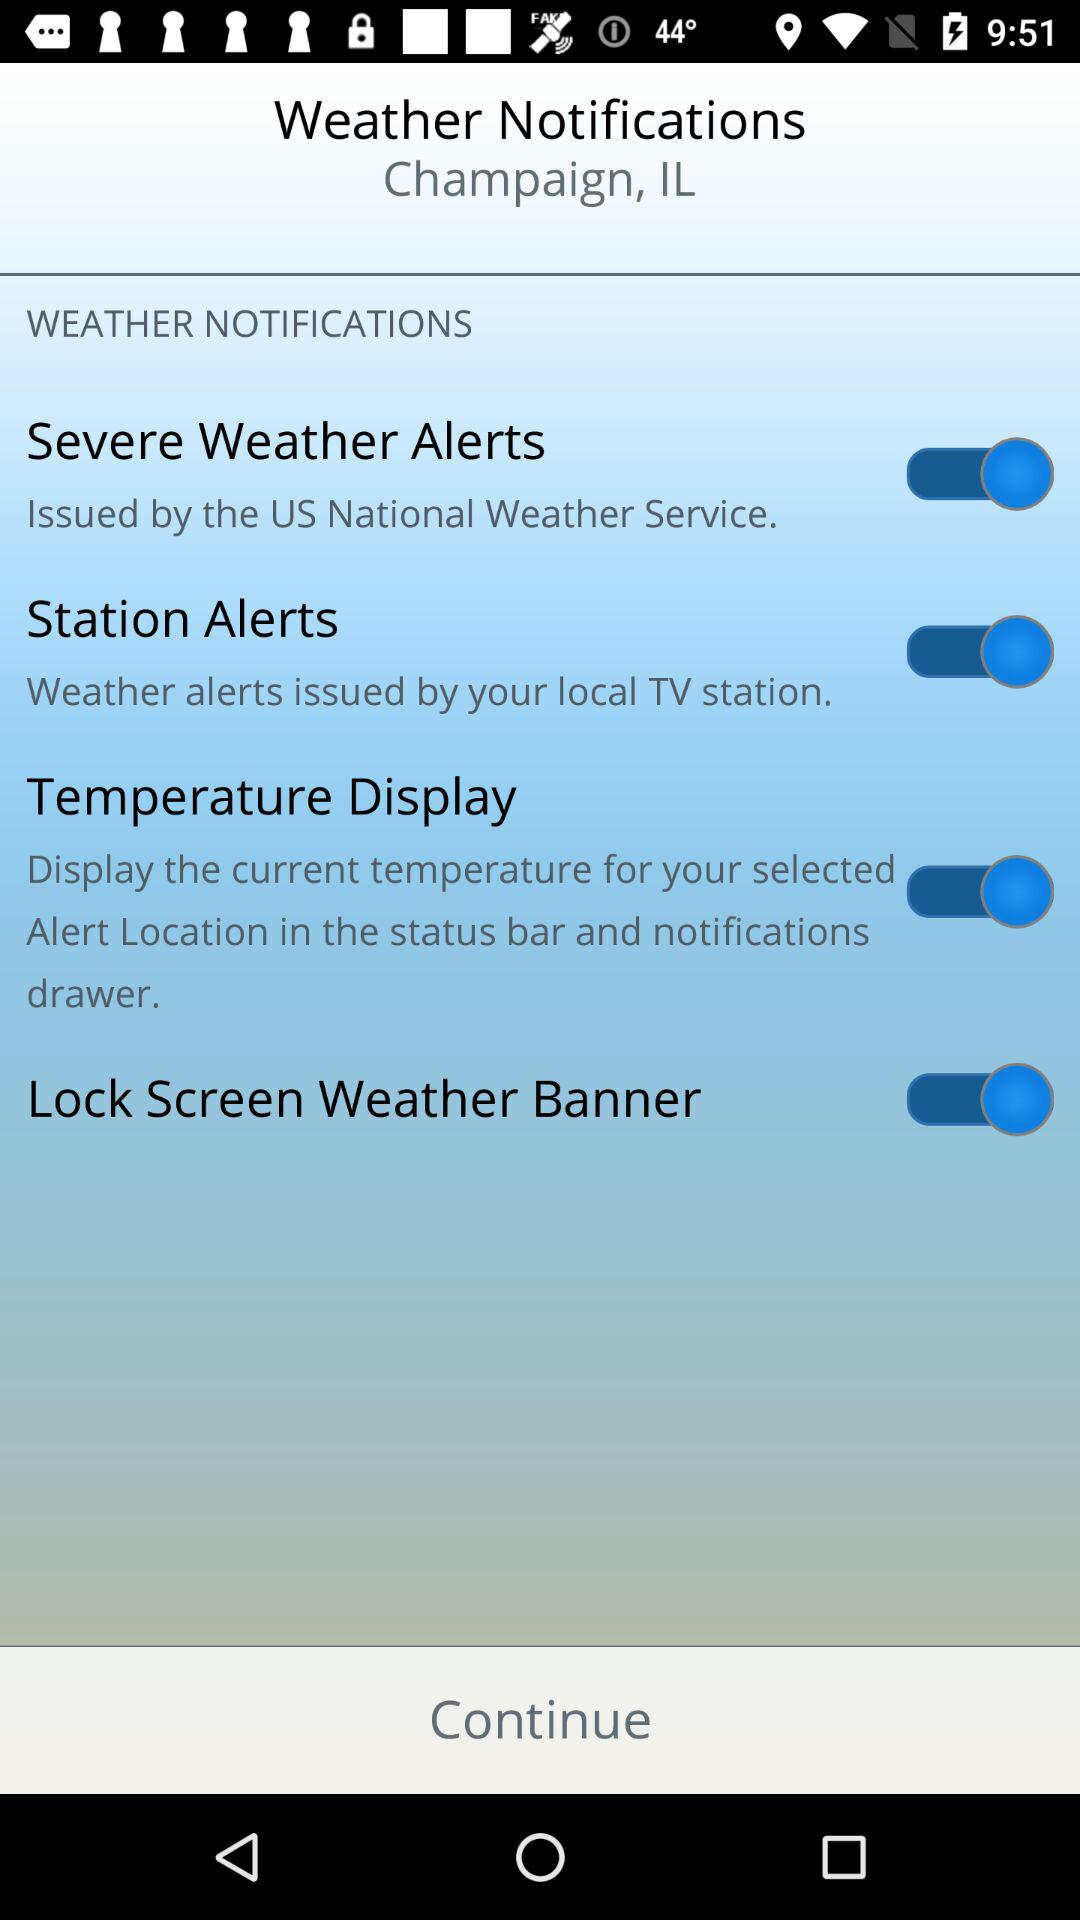 FAKE 44° 9:51
Weather Notifications
Champaign, IL
WEATHER NOTIFICATIONS
Severe Weather Alerts
Issued by the US National Weather Service.
Station Alerts
Weather alerts issued by your local TV station.
Temperature Display
Display the current temperature for your selected
Alert Location in the status bar and notifications
drawer.
Lock Screen Weather Banner
Continue